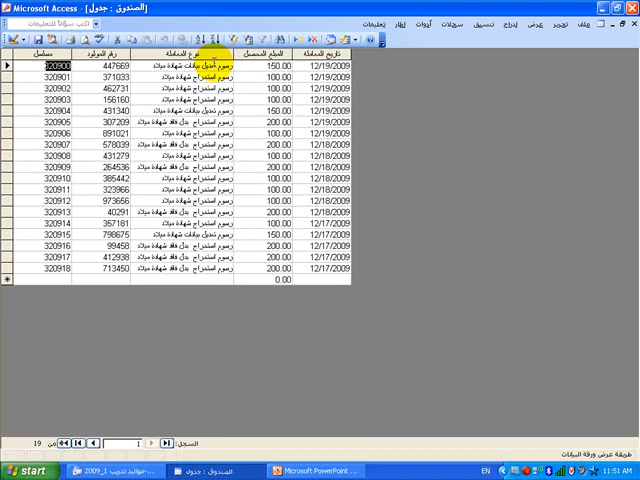 Microsoft Access - [الصندوق : جدول]
ملف تحرير عرض إدراج تنسيق سجلات أدوات إطار تعليمات اكتب سؤالاً للتعليمات
مسلسل رقم المولود نوع المعاملة المبلغ المحصل تاريخ المعاملة
320900 447669 رسوم تعديل بيانات شهادة ميلاد 150.00 12/19/2009
320901 371033 رسوم استخراج شهادة ميلاد 100.00 12/19/2009
320902 462731 رسوم استخراج شهادة ميلاد 100.00 12/19/2009
320903 156160 رسوم استخراج شهادة ميلاد 100.00 12/19/2009
320904 431340 رسوم تعديل بيانات شهادة ميلاد 150.00 12/19/2009
320905 307209 رسوم استخراج بدل فاقد شهادة ميلاد 200.00 12/19/2009
320906 891021 رسوم استخراج شهادة ميلاد 100.00 12/19/2009
320907 578039 رسوم استخراج بدل فاقد شهادة ميلاد 200.00 12/18/2009
320908 431279 رسوم استخراج شهادة ميلاد 100.00 12/18/2009
320909 264536 رسوم استخراج بدل فاقد شهادة ميلاد 200.00 12/18/2009
320910 385442 رسوم استخراج شهادة ميلاد 100.00 12/18/2009
320911 323966 رسوم استخراج شهادة ميلاد 100.00 12/18/2009
320912 973656 رسوم استخراج شهادة ميلاد 100.00 12/18/2009
320913 40291 رسوم استخراج بدل فاقد شهادة ميلاد 200.00 12/18/2009
320914 357181 رسوم استخراج شهادة ميلاد 100.00 12/17/2009
320915 798675 رسوم تعديل بيانات شهادة ميلاد 150.00 12/17/2009
320916 99458 رسوم استخراج بدل فاقد شهادة ميلاد 200.00 12/17/2009
320917 412938 رسوم استخراج بدل فاقد شهادة ميلاد 200.00 12/17/2009
320918 713450 رسوم استخراج بدل فاقد شهادة ميلاد 200.00 12/17/2009
0.00
السجل: 1 من 19
طريقة عرض ورقة البيانات
start مواليد تدريب 1_2009-... الصندوق : جدول Microsoft PowerPoint ... EN 11:51 AM